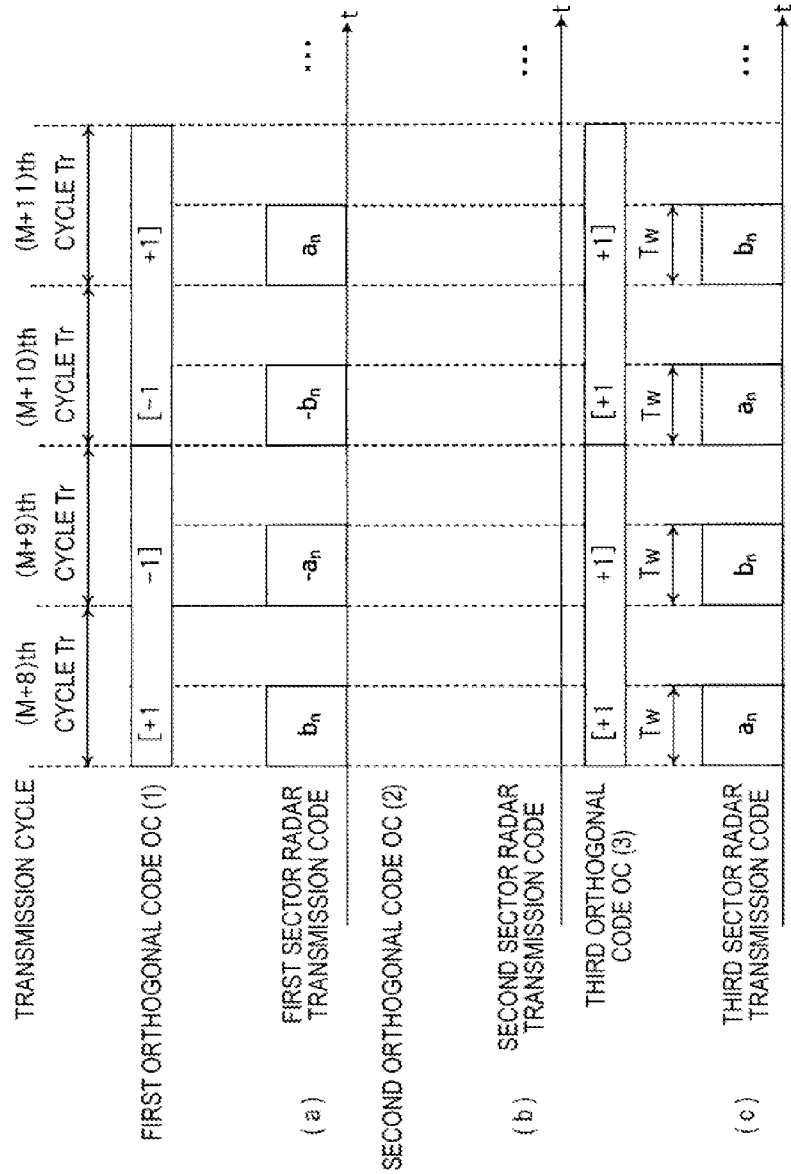 TRANSMISSION CYCLE
(M+8)th
CYCLE Tr
(M+9)th
CYCLE Tr
(M+10)th
CYCLE Tr
(M+11)th
CYCLE Tr
FIRST ORTHOGONAL CODE OC (1)
[+1 -1] [-1 +1]
(a)
FIRST SECTOR RADAR
TRANSMISSION CODE
bn -an -bn an ...
t
SECOND ORTHOGONAL CODE OC (2)
(b)
SECOND SECTOR RADAR
TRANSMISSION CODE
...
t
THIRD ORTHOGONAL
CODE OC (3)
[+1 +1] [+1 +1]
Tw Tw Tw Tw
(c)
THIRD SECTOR RADAR
TRANSMISSION CODE
an bn an bn ...
t